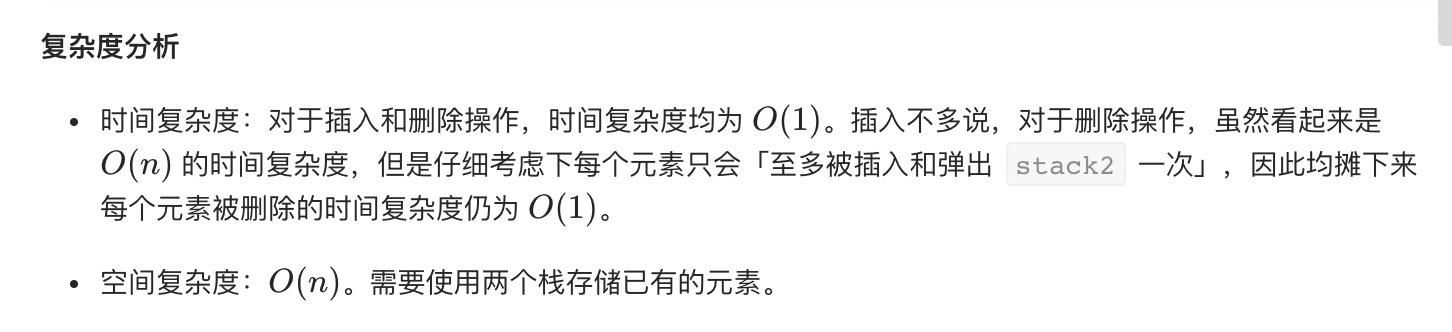 复杂度分析
• 时间复杂度：对于插入和删除操作，时间复杂度均为 O(1)。插入不多说，对于删除操作，虽然看起来是
O(n) 的时间复杂度，但是仔细考虑下每个元素只会「至多被插入和弹出 stack2 一次」，因此均摊下来
每个元素被删除的时间复杂度仍为 O(1)。
• 空间复杂度：O(n)。需要使用两个栈存储已有的元素。